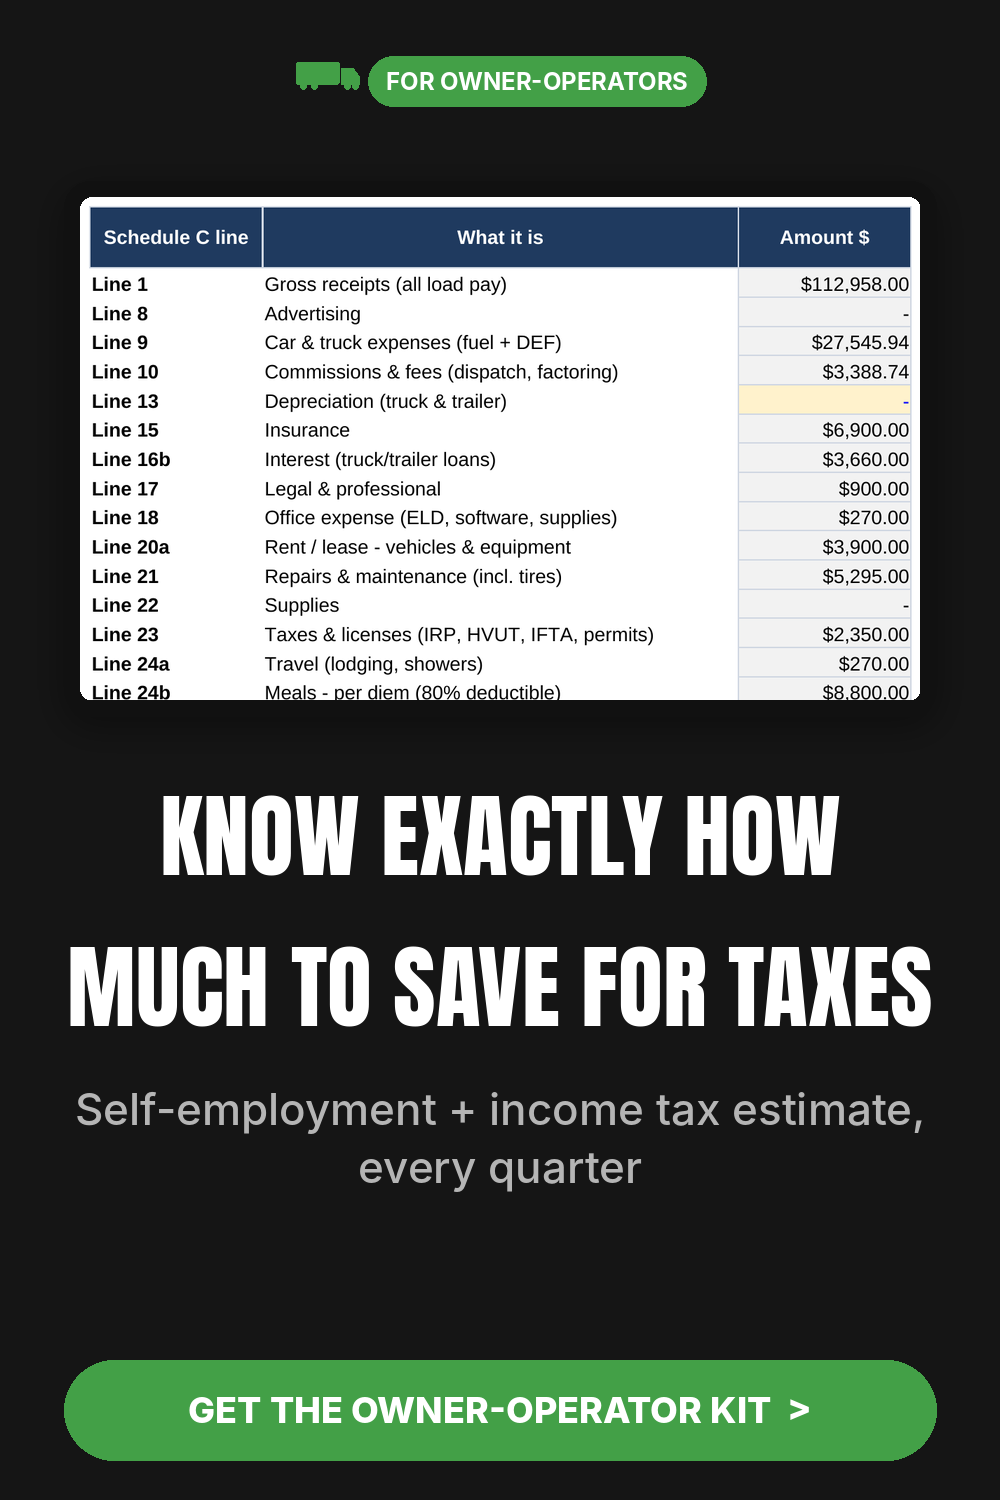 FOR OWNER-OPERATORS
Schedule C line What it is Amount $
Line 1 Gross receipts (all load pay) $112,958.00
Line 8 Advertising -
Line 9 Car & truck expenses (fuel + DEF) $27,545.94
Line 10 Commissions & fees (dispatch, factoring) $3,388.74
Line 13 Depreciation (truck & trailer) -
Line 15 Insurance $6,900.00
Line 16b Interest (truck/trailer loans) $3,660.00
Line 17 Legal & professional $900.00
Line 18 Office expense (ELD, software, supplies) $270.00
Line 20a Rent / lease - vehicles & equipment $3,900.00
Line 21 Repairs & maintenance (incl. tires) $5,295.00
Line 22 Supplies -
Line 23 Taxes & licenses (IRP, HVUT, IFTA, permits) $2,350.00
Line 24a Travel (lodging, showers) $270.00
Line 24b Meals - per diem (80% deductible) $8,800.00
KNOW EXACTLY HOW
MUCH TO SAVE FOR TAXES
Self-employment + income tax estimate,
every quarter
GET THE OWNER-OPERATOR KIT >